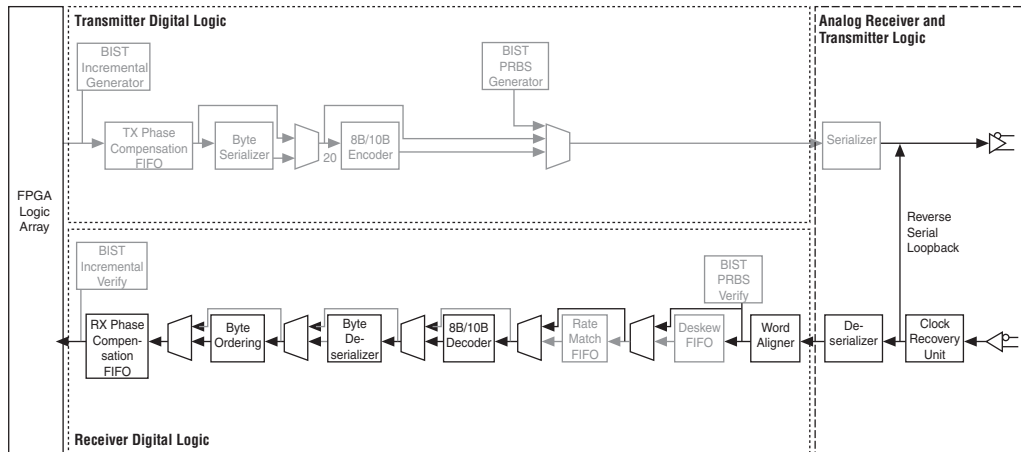 Transmitter Digital Logic
Analog Receiver and
Transmitter Logic
BIST
Incremental
Generator
BIST
PRBS
Generator
TX Phase
Compensation
FIFO
Byte
Serializer
20
8B/10B
Encoder
Serializer
FPGA
Logic
Array
Reverse
Serial
Loopback
BIST
Incremental
Verify
BIST
PRBS
Verify
RX Phase
Compen-
sation
FIFO
Byte
Ordering
Byte
De-
serializer
8B/10B
Decoder
Rate
Match
FIFO
Deskew
FIFO
Word
Aligner
De-
serializer
Clock
Recovery
Unit
Receiver Digital Logic